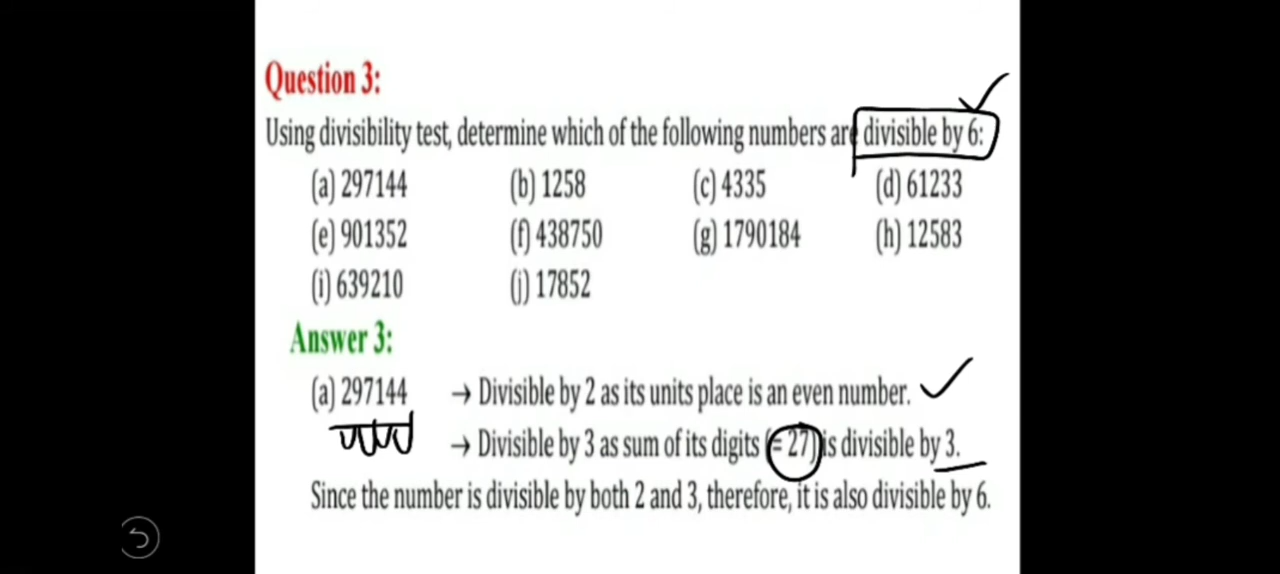 Question 3:
Using divisibility test, determine which of the following numbers are divisible by 6:
(a) 297144 (b) 1258 (c) 4335 (d) 61233
(e) 901352 (f) 438750 (g) 1790184 (h) 12583
(i) 639210 (j) 17852
Answer 3:
(a) 297144 → Divisible by 2 as its units place is an even number.
→ Divisible by 3 as sum of its digits (= 27) is divisible by 3.
Since the number is divisible by both 2 and 3, therefore, it is also divisible by 6.